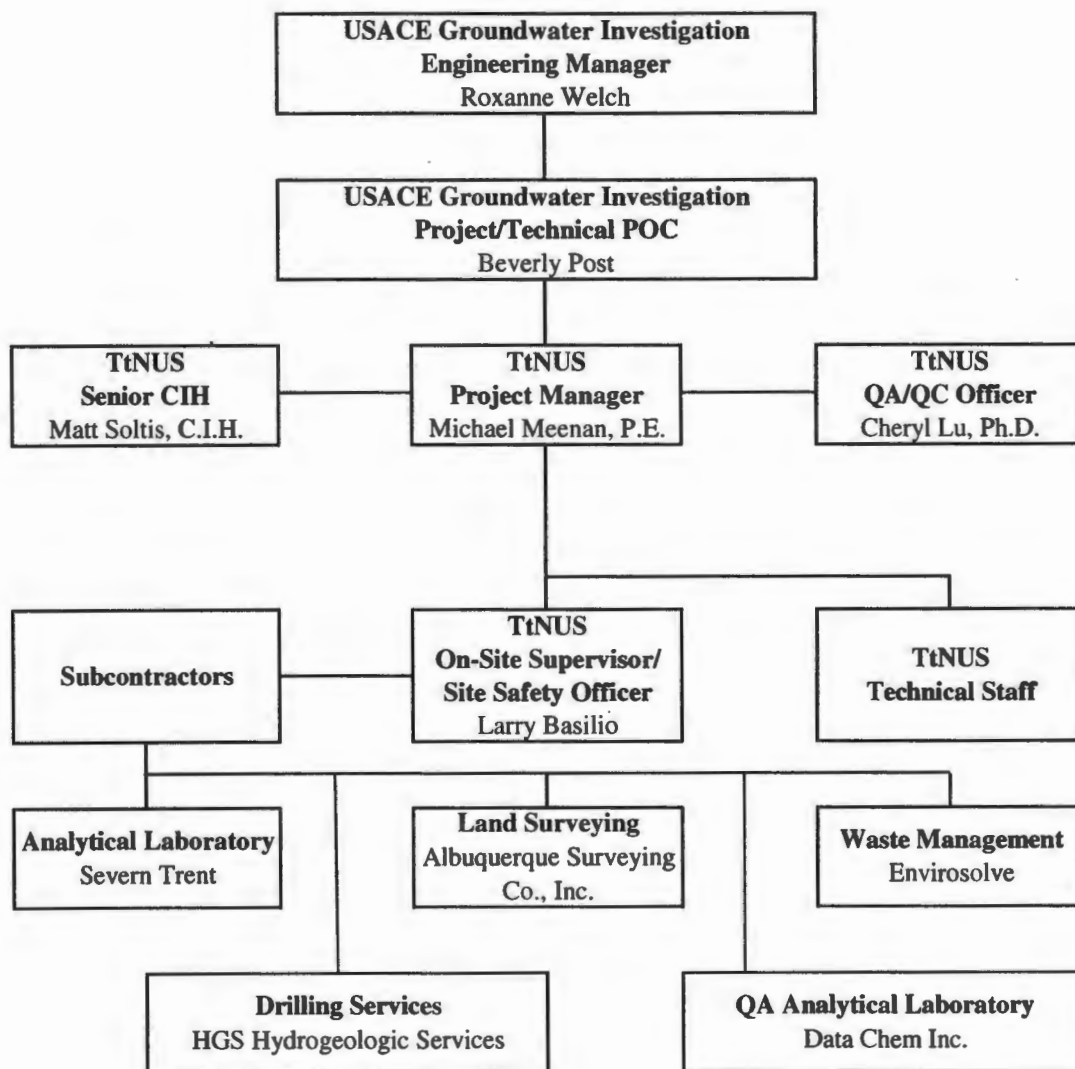 USACE Groundwater Investigation
Engineering Manager
Roxanne Welch
USACE Groundwater Investigation
Project/Technical POC
Beverly Post
TtNUS
Senior CIH
Matt Soltis, C.I.H.
TtNUS
Project Manager
Michael Meenan, P.E.
TtNUS
QA/QC Officer
Cheryl Lu, Ph.D.
Subcontractors
TtNUS
On-Site Supervisor/
Site Safety Officer
Larry Basilio
TtNUS
Technical Staff
Analytical Laboratory
Severn Trent
Land Surveying
Albuquerque Surveying
Co., Inc.
Waste Management
Envirosolve
Drilling Services
HGS Hydrogeologic Services
QA Analytical Laboratory
Data Chem Inc.